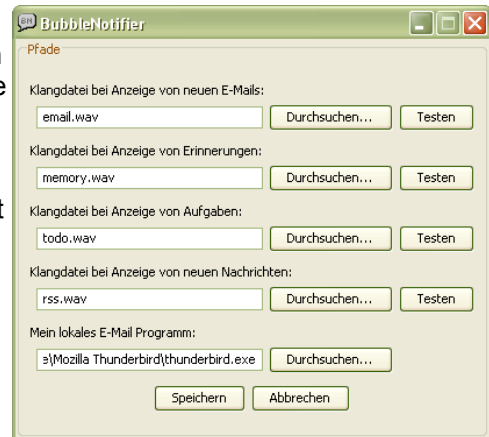 BN BubbleNotifier
Pfade
Klangdatei bei Anzeige von neuen E-Mails:
email.wav Durchsuchen... Testen
Klangdatei bei Anzeige von Erinnerungen:
memory.wav Durchsuchen... Testen
Klangdatei bei Anzeige von Aufgaben:
todo.wav Durchsuchen... Testen
Klangdatei bei Anzeige von neuen Nachrichten:
rss.wav Durchsuchen... Testen
Mein lokales E-Mail Programm:
e\Mozilla Thunderbird\thunderbird.exe Durchsuchen...
Speichern Abbrechen